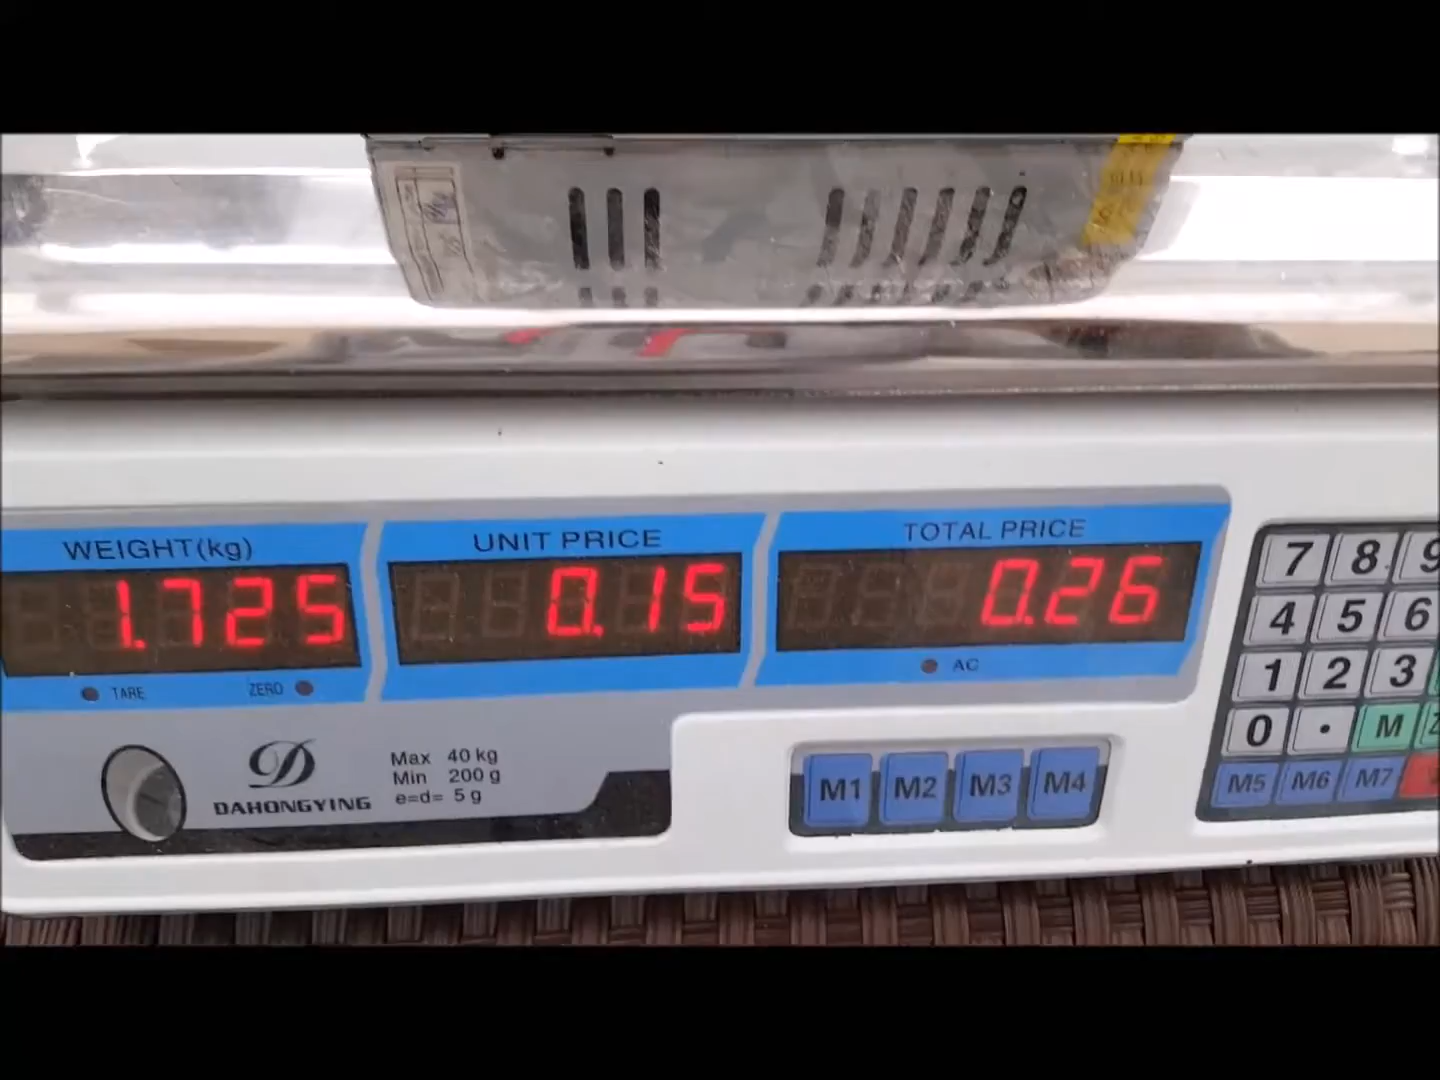 WEIGHT(kg)
UNIT PRICE
TOTAL PRICE
1.725
0.15
0.26
TARE
ZERO
AC
D
DAHONGYING
Max 40 kg
Min 200 g
e=d= 5 g
M1 M2 M3 M4
7 8 9
4 5 6
1 2 3
0 . M Z
M5 M6 M7